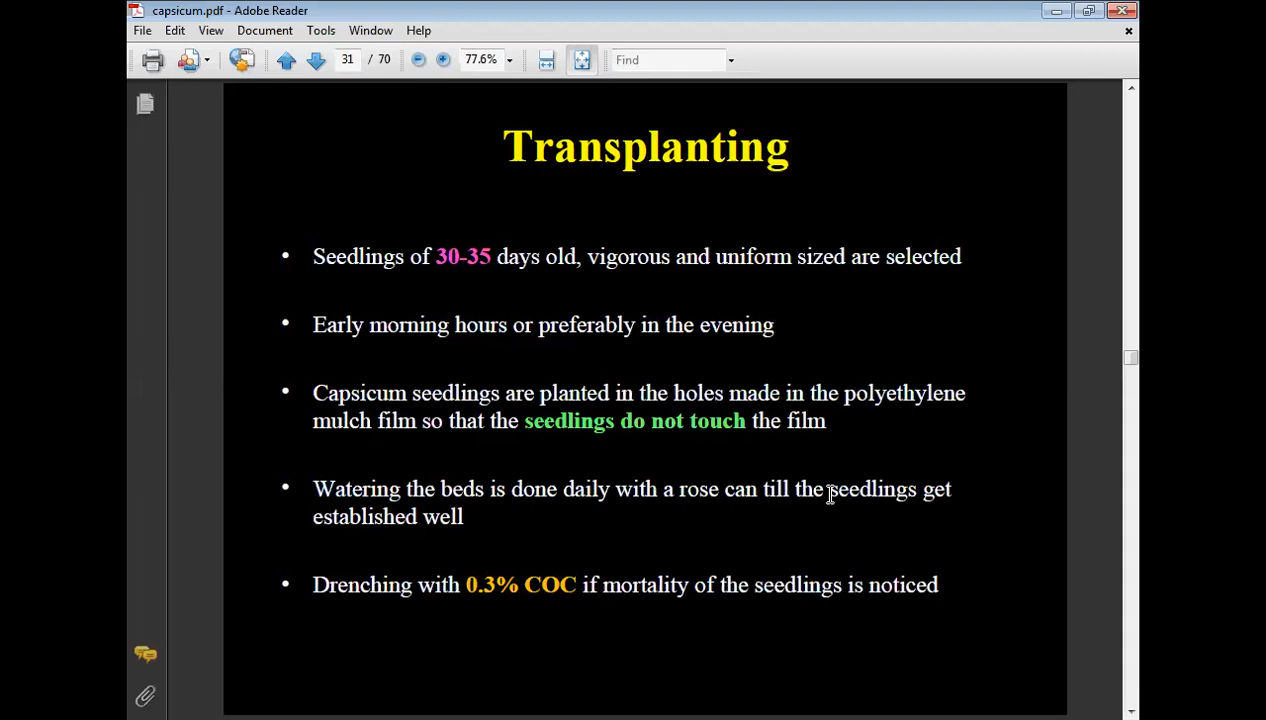 capsicum.pdf - Adobe Reader
File Edit View Document Tools Window Help
31 / 70 77.6% Find
Transplanting
• Seedlings of 30-35 days old, vigorous and uniform sized are selected
• Early morning hours or preferably in the evening
• Capsicum seedlings are planted in the holes made in the polyethylene
mulch film so that the seedlings do not touch the film
• Watering the beds is done daily with a rose can till the seedlings get
established well
• Drenching with 0.3% COC if mortality of the seedlings is noticed